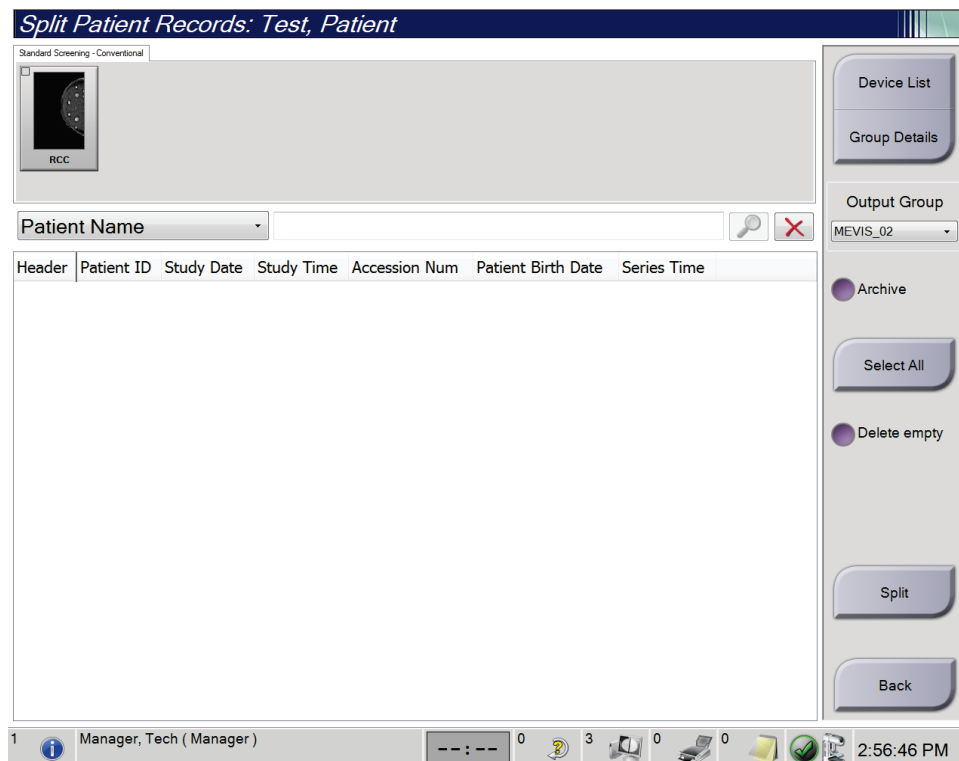 Split Patient Records: Test, Patient
Standard Screening - Conventional
RCC
Patient Name
Header Patient ID Study Date Study Time Accession Num Patient Birth Date Series Time
Device List
Group Details
Output Group
MEVIS_02
Archive
Select All
Delete empty
Split
Back
1 Manager, Tech ( Manager ) --:-- 0 3 0 0 2:56:46 PM